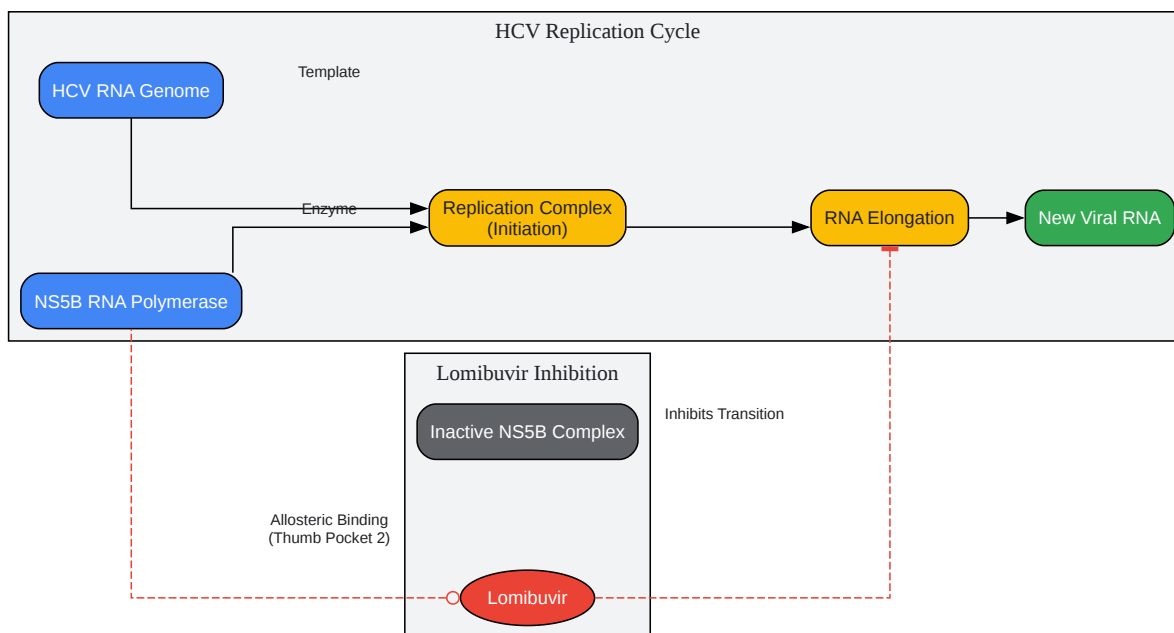 HCV Replication Cycle
Template
HCV RNA Genome
Enzyme
Replication Complex
(Initiation)
RNA Elongation
New Viral RNA
NS5B RNA Polymerase
Lomibuvir Inhibition
Inactive NS5B Complex
Inhibits Transition
Allosteric Binding
(Thumb Pocket 2)
Lomibuvir